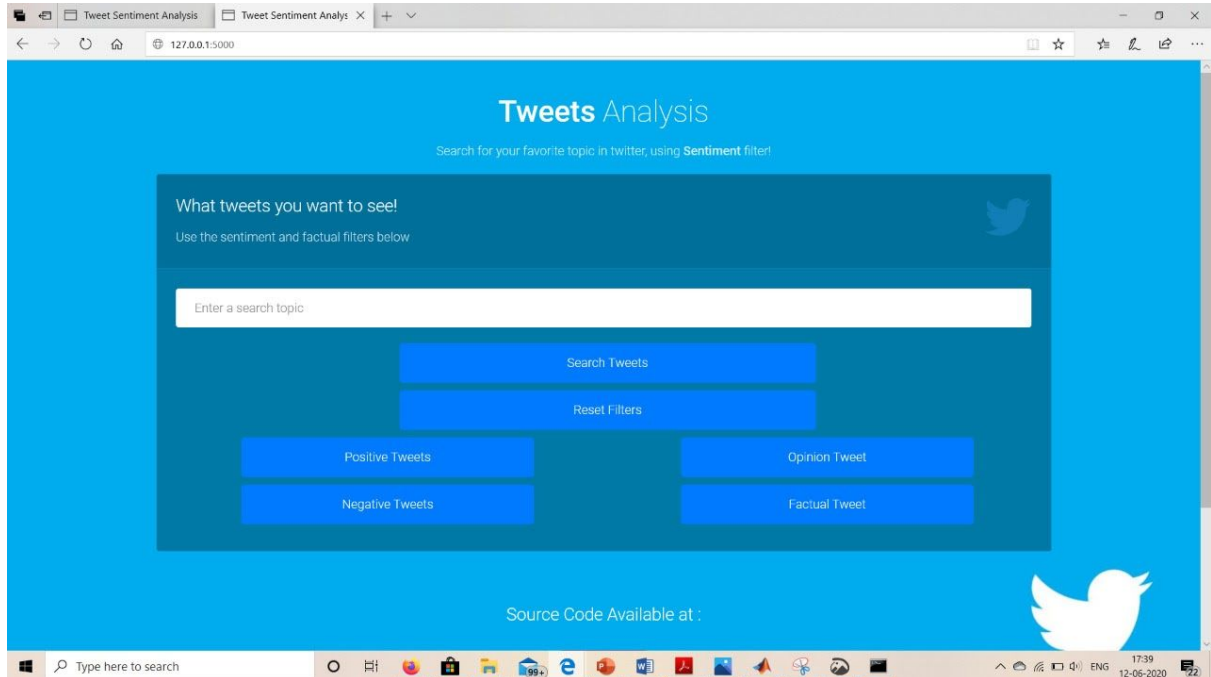 Tweet Sentiment Analysis
Tweet Sentiment Analys
127.0.0.1:5000
Tweets Analysis
Search for your favorite topic in twitter, using Sentiment filter!
What tweets you want to see!
Use the sentiment and factual filters below
Enter a search topic
Search Tweets
Reset Filters
Positive Tweets
Opinion Tweet
Negative Tweets
Factual Tweet
Source Code Available at :
Type here to search
99+
ENG
17:39
12-06-2020
22